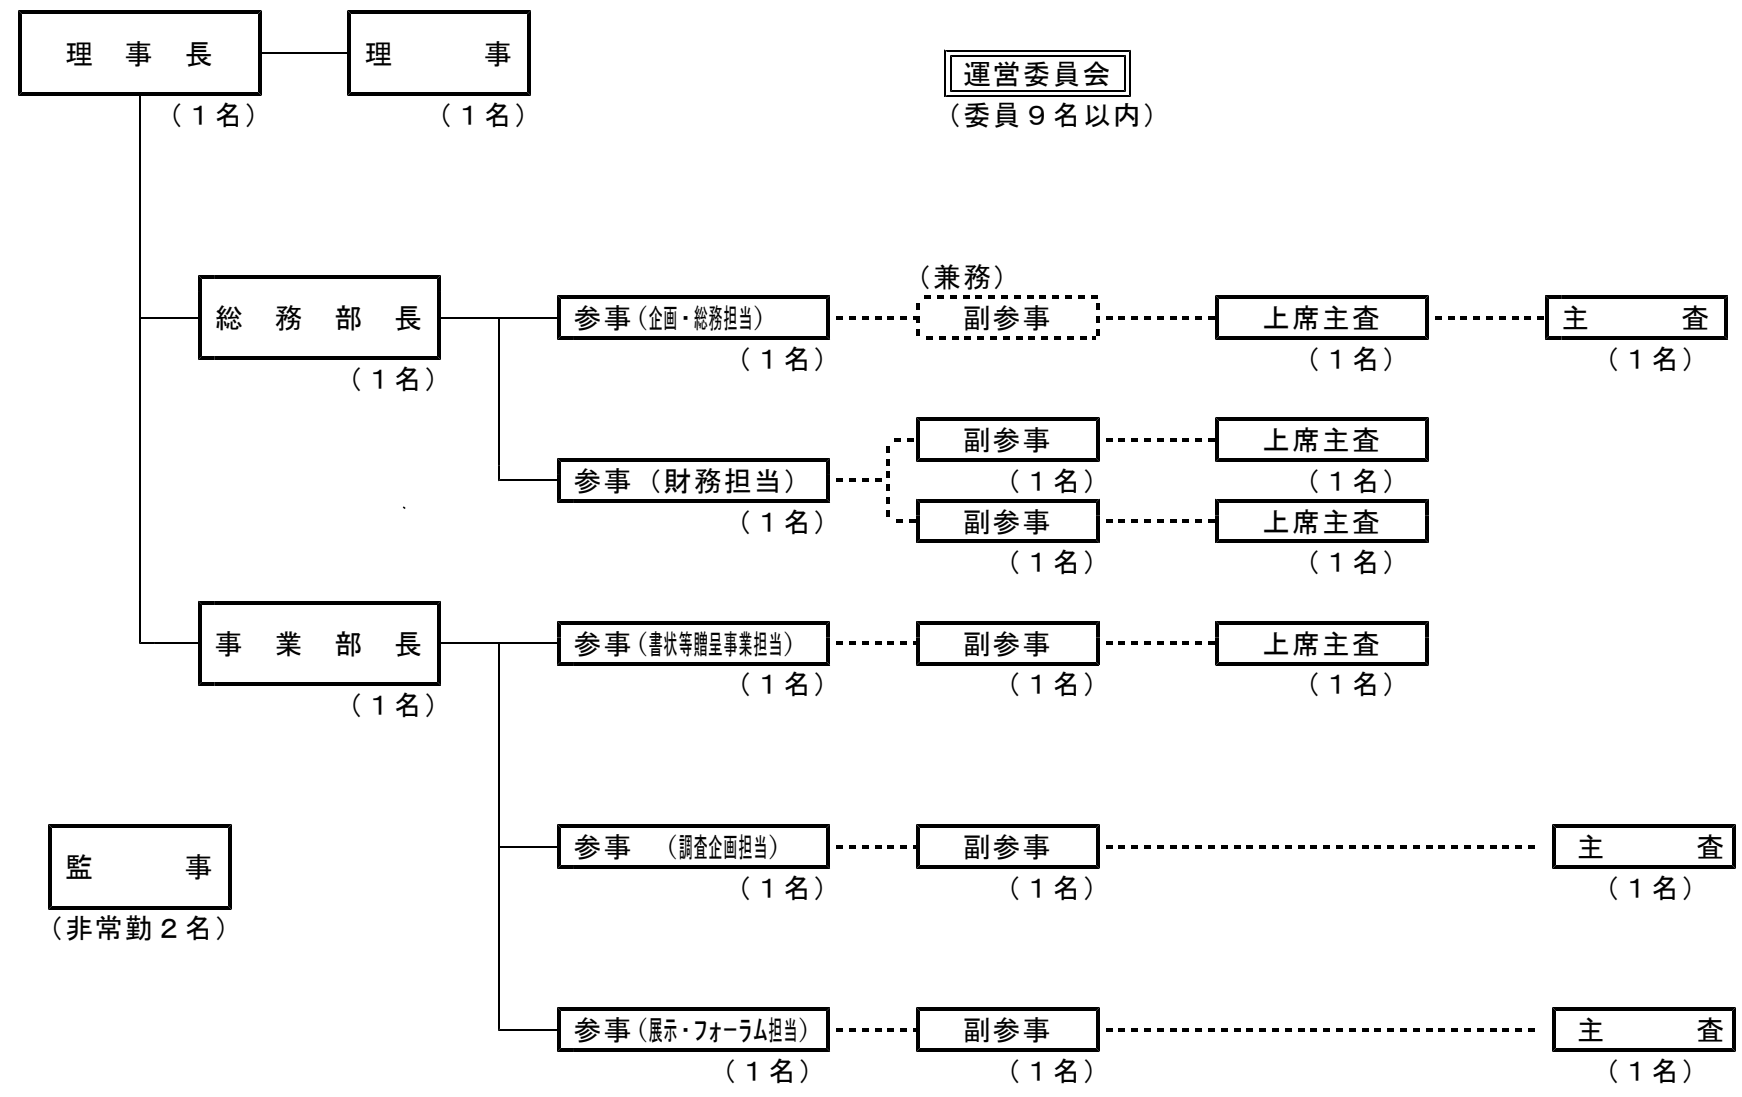 理事長 理事 運営委員会
（1名） （1名） （委員9名以内）
（兼務）
総務部長 参事（企画・総務担当） 副参事 上席主査 主査
（1名） （1名） （1名） （1名）
副参事 上席主査
参事（財務担当） （1名） （1名）
（1名） 副参事 上席主査
（1名） （1名）
事業部長 参事（書状等贈呈事業担当） 副参事 上席主査
（1名） （1名） （1名） （1名）
監事 参事（調査企画担当） 副参事 主査
（非常勤2名） （1名） （1名） （1名）
参事（展示・フォーラム担当） 副参事 主査
（1名） （1名） （1名）